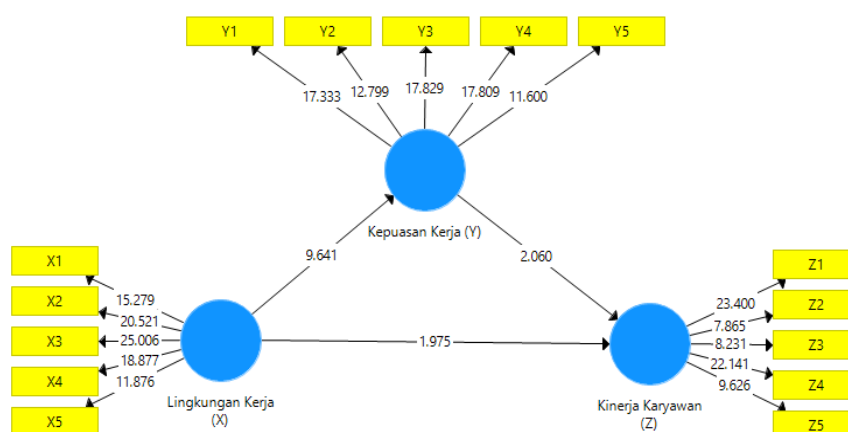 Y1 Y2 Y3 Y4 Y5
17.333 12.799 17.829 17.809 11.600
Kepuasan Kerja (Y)
9.641 2.060
X1
X2
X3
X4
X5
15.279
20.521
25.006
18.877
11.876
Lingkungan Kerja
(X)
1.975
23.400
7.865
8.231
22.141
9.626
Kinerja Karyawan
(Z)
Z1
Z2
Z3
Z4
Z5